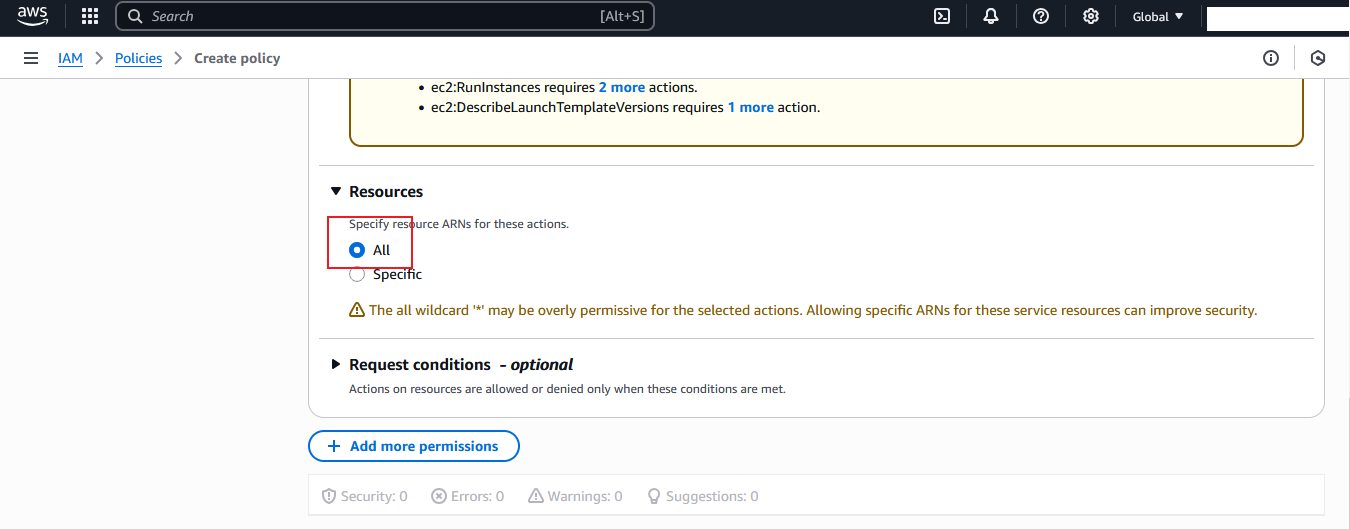 aws
Search [Alt+S] Global
IAM Policies Create policy
ec2:RunInstances requires 2 more actions.
ec2:DescribeLaunchTemplateVersions requires 1 more action.
Resources
Specify resource ARNs for these actions.
All
Specific
The all wildcard '*' may be overly permissive for the selected actions. Allowing specific ARNs for these service resources can improve security.
Request conditions - optional
Actions on resources are allowed or denied only when these conditions are met.
+ Add more permissions
Security: 0 Errors: 0 Warnings: 0 Suggestions: 0